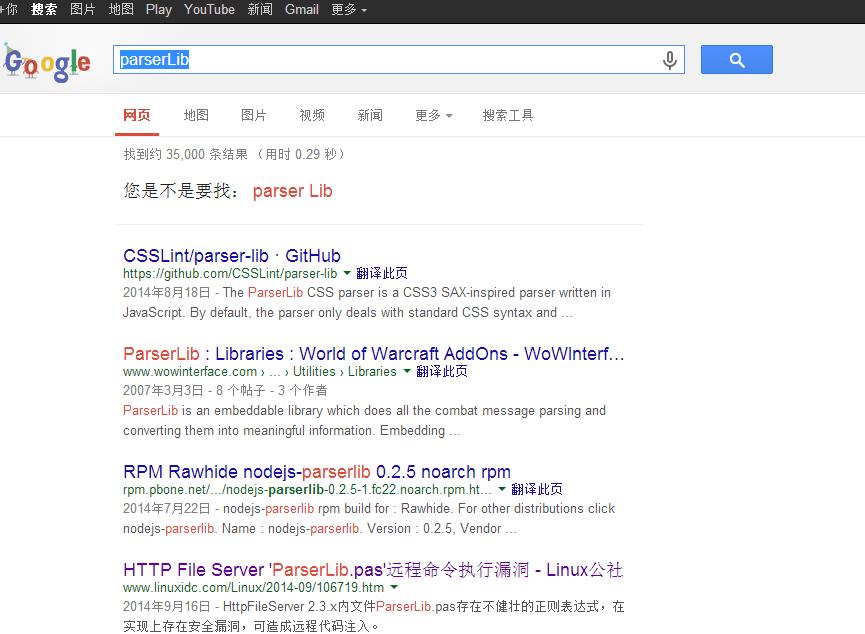 +你 搜索 图片 地图 Play YouTube 新闻 Gmail 更多
Google
parserLib
网页 地图 图片 视频 新闻 更多 搜索工具
找到约 35,000 条结果 （用时 0.29 秒）
您是不是要找： parser Lib
CSSLint/parser-lib · GitHub
https://github.com/CSSLint/parser-lib 翻译此页
2014年8月18日 - The ParserLib CSS parser is a CSS3 SAX-inspired parser written in
JavaScript. By default, the parser only deals with standard CSS syntax and ...
ParserLib : Libraries : World of Warcraft AddOns - WoWInterf...
www.wowinterface.com › ... › Utilities › Libraries 翻译此页
2007年3月3日 - 8 个帖子 - 3 个作者
ParserLib is an embeddable library which does all the combat message parsing and
converting them into meaningful information. Embedding ...
RPM Rawhide nodejs-parserlib 0.2.5 noarch rpm
rpm.pbone.net/.../nodejs-parserlib-0.2.5-1.fc22.noarch.rpm.ht... 翻译此页
2014年7月22日 - nodejs-parserlib rpm build for : Rawhide. For other distributions click
nodejs-parserlib. Name : nodejs-parserlib. Version : 0.2.5, Vendor ...
HTTP File Server 'ParserLib.pas'远程命令执行漏洞 - Linux公社
www.linuxidc.com/Linux/2014-09/106719.htm
2014年9月16日 - HttpFileServer 2.3.x内文件ParserLib.pas存在不健壮的正则表达式，在
实现上存在安全漏洞，可造成远程代码注入。